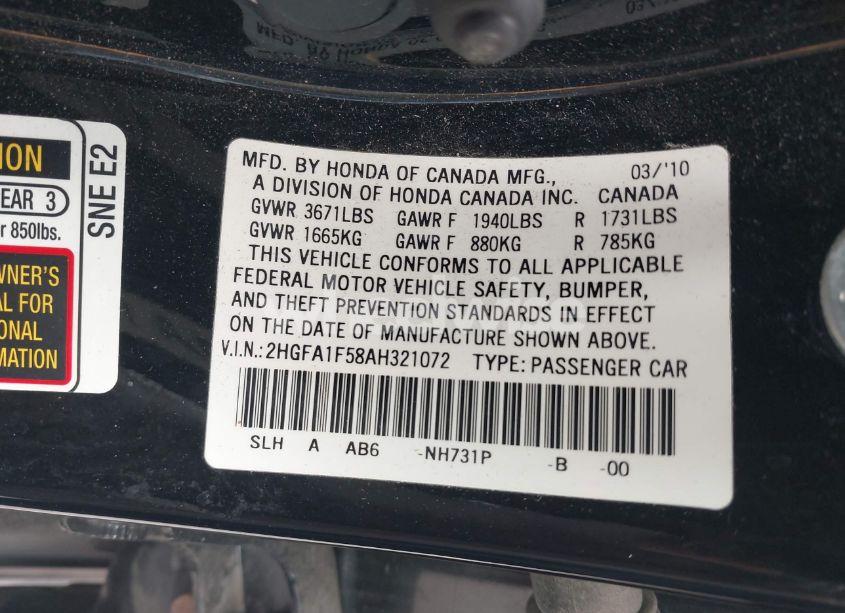 ION
EAR 3
r 850lbs.
WNER'S
AL FOR
ONAL
MATION
SNE E2
MFD. BY HONDA OF CANADA MFG., 03/'10
A DIVISION OF HONDA CANADA INC. CANADA
GVWR 3671LBS GAWR F 1940LBS R 1731LBS
GVWR 1665KG GAWR F 880KG R 785KG
THIS VEHICLE CONFORMS TO ALL APPLICABLE
FEDERAL MOTOR VEHICLE SAFETY, BUMPER,
AND THEFT PREVENTION STANDARDS IN EFFECT
ON THE DATE OF MANUFACTURE SHOWN ABOVE.
V.I.N.:2HGFA1F58AH321072 TYPE:PASSENGER CAR
SLH A AB6 -NH731P -B -00